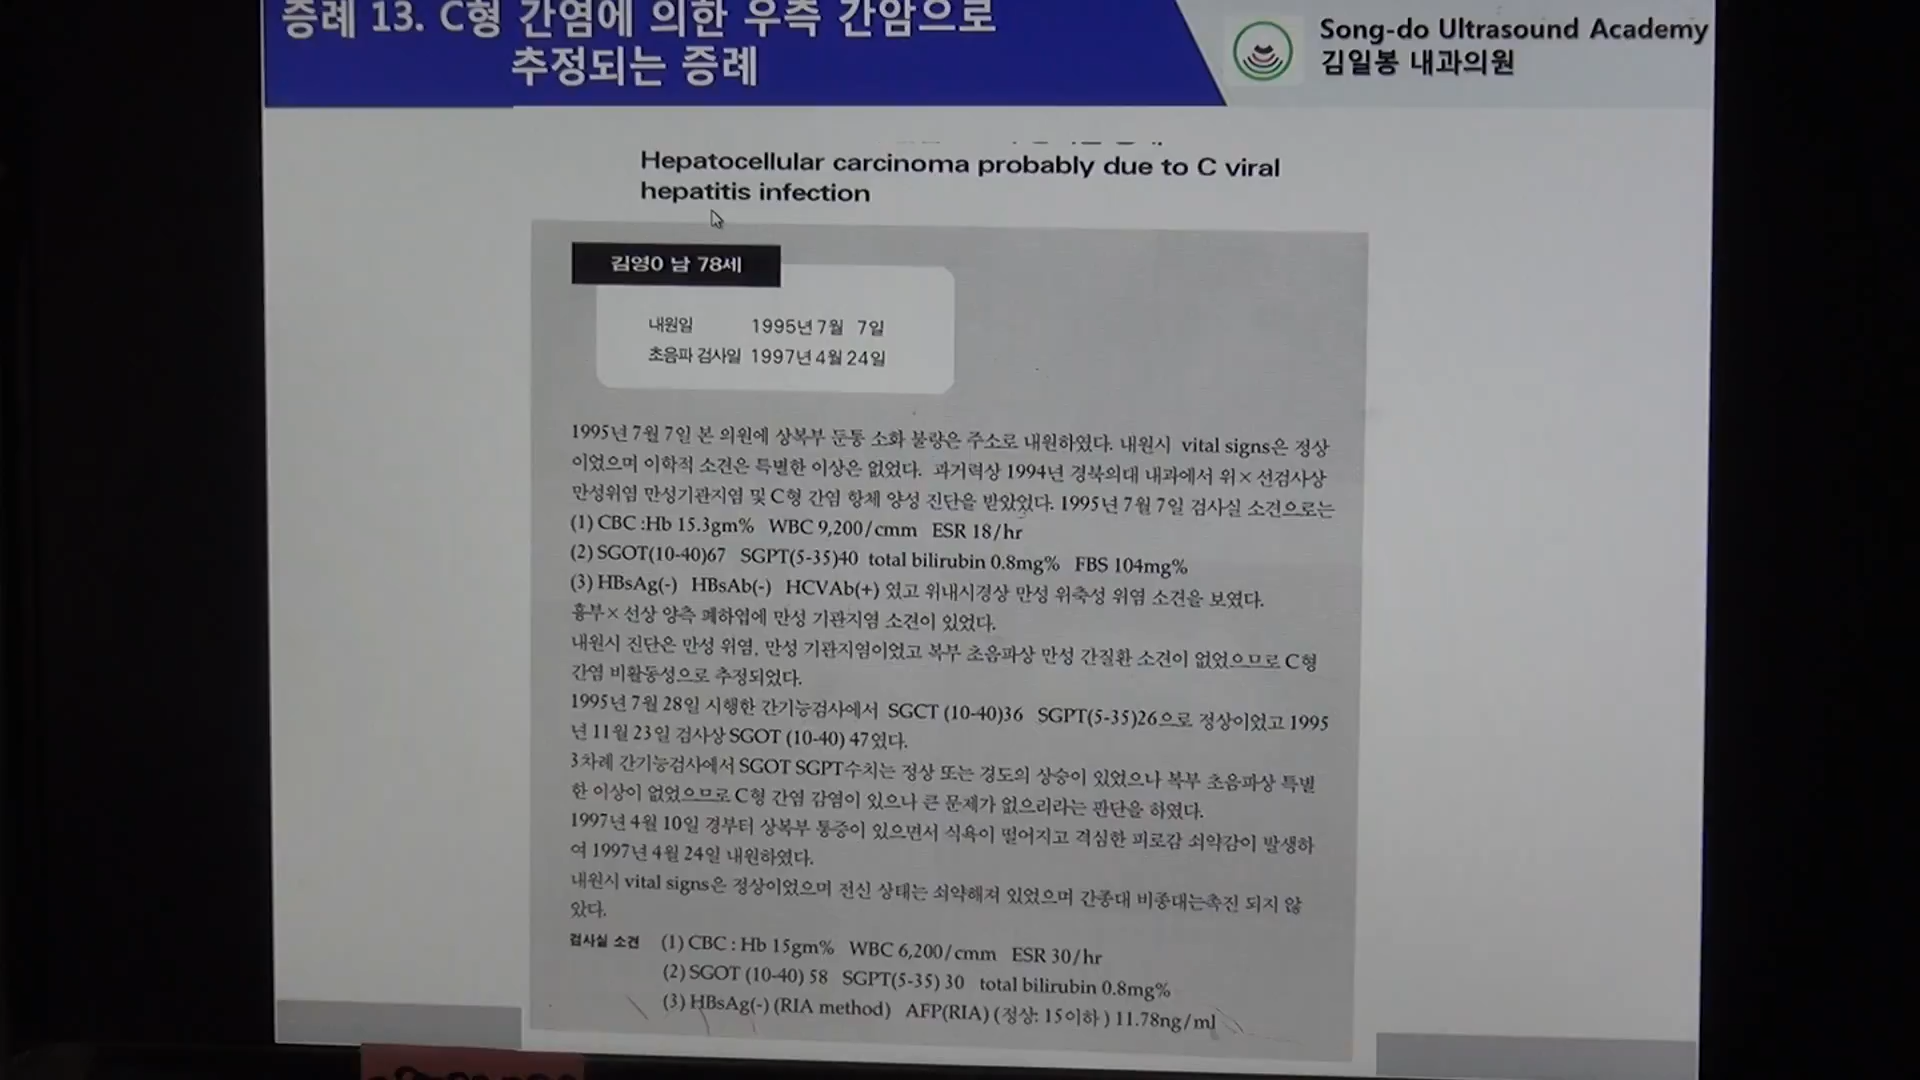 증례 13. C형 간염에 의한 우측 간암으로
추정되는 증례
Song-do Ultrasound Academy
김일봉 내과의원
Hepatocellular carcinoma probably due to C viral
hepatitis infection
김영0 남 78세
내원일 1995년 7월 7일
초음파 검사일 1997년 4월 24일
1995년 7월 7일 본 의원에 상복부 둔통 소화 불량은 주소로 내원하였다. 내원시 vital signs은 정상
이었으며 이학적 소견은 특별한 이상은 없었다. 과거력상 1994년 경북의대 내과에서 위×선검사상
만성위염 만성기관지염 및 C형 간염 항체 양성 진단을 받았었다. 1995년 7월 7일 검사실 소견으로는
(1) CBC :Hb 15.3gm% WBC 9,200/cmm ESR 18/hr
(2) SGOT(10-40)67 SGPT(5-35)40 total bilirubin 0.8mg% FBS 104mg%
(3) HBsAg(-) HBsAb(-) HCVAb(+) 였고 위내시경상 만성 위축성 위염 소견을 보였다.
흉부×선상 양측 폐하엽에 만성 기관지염 소견이 있었다.
내원시 진단은 만성 위염, 만성 기관지염이었고 복부 초음파상 만성 간질환 소견이 없었으므로 C형
간염 비활동성으로 추정되었다.
1995년 7월 28일 시행한 간기능검사에서 SGCT (10-40)36 SGPT(5-35)26으로 정상이었고 1995
년 11월 23일 검사상 SGOT (10-40) 47였다.
3차례 간기능검사에서 SGOT SGPT수치는 정상 또는 경도의 상승이 있었으나 복부 초음파상 특별
한 이상이 없었으므로 C형 간염 감염이 있으나 큰 문제가 없으리라는 판단을 하였다.
1997년 4월 10일 경부터 상복부 통증이 있으면서 식욕이 떨어지고 격심한 피로감 쇠약감이 발생하
여 1997년 4월 24일 내원하였다.
내원시 vital signs은 정상이었으며 전신 상태는 쇠약해져 있었으며 간종대 비종대는촉진 되지 않
았다.
검사실 소견 (1) CBC : Hb 15gm% WBC 6,200/cmm ESR 30/hr
(2) SGOT (10-40) 58 SGPT(5-35) 30 total bilirubin 0.8mg%
(3) HBsAg(-) (RIA method) AFP(RIA) (정상: 15이하 ) 11.78ng/ml